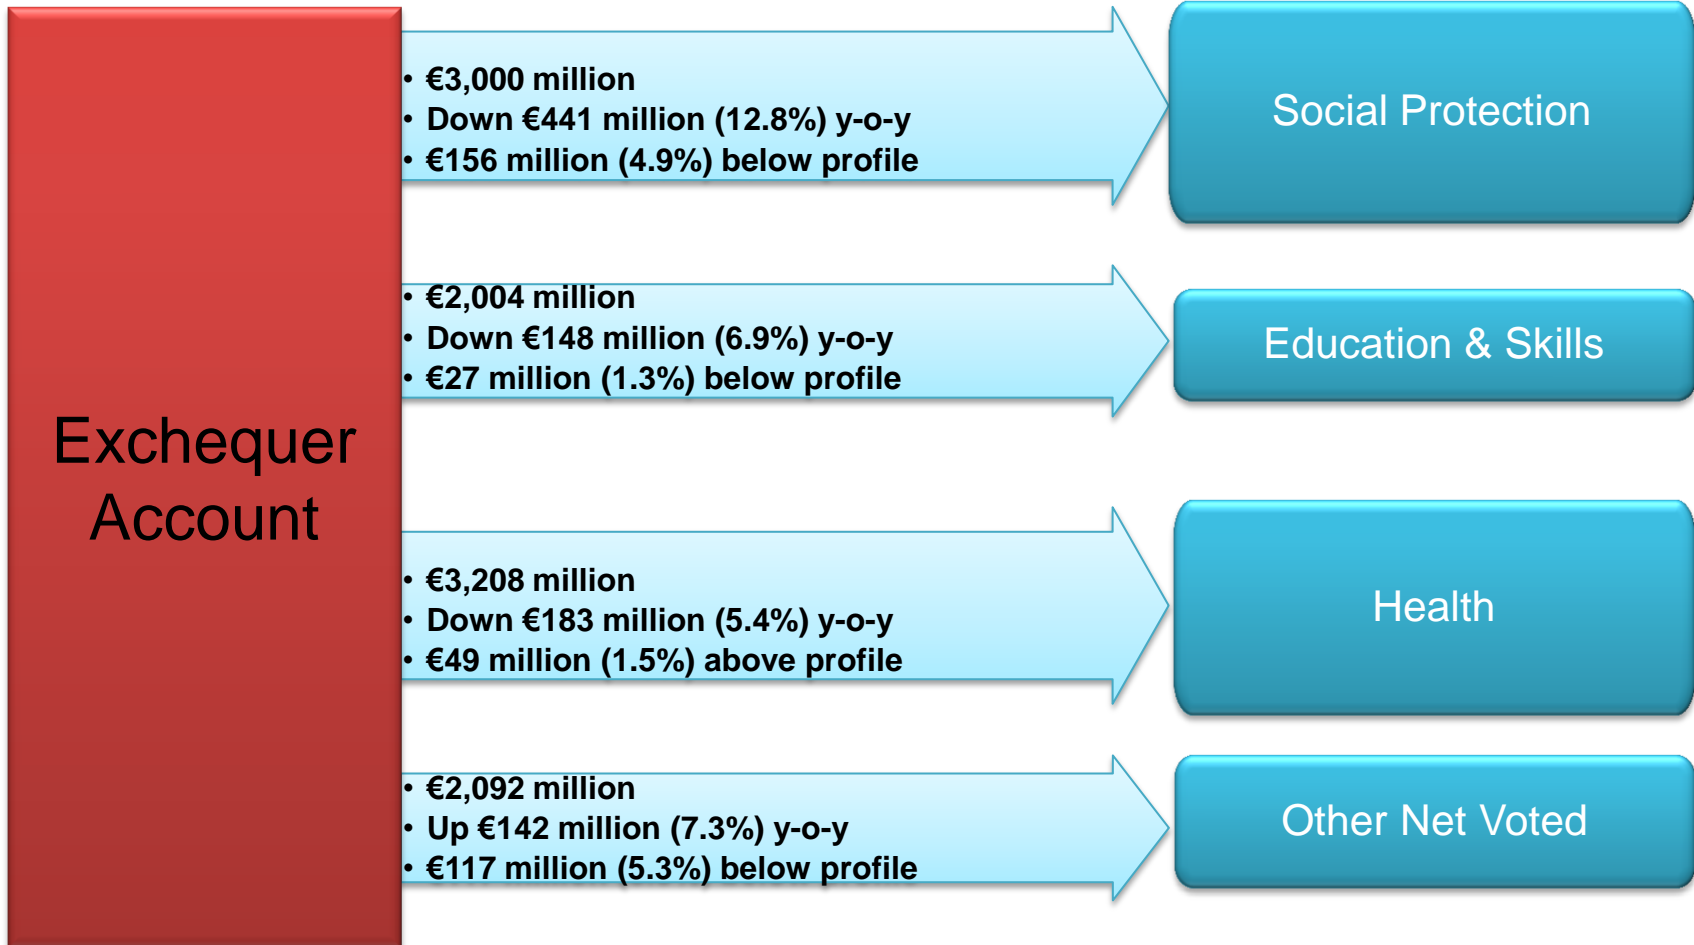 Exchequer
Account
• €3,000 million
• Down €441 million (12.8%) y-o-y
• €156 million (4.9%) below profile
Social Protection
• €2,004 million
• Down €148 million (6.9%) y-o-y
• €27 million (1.3%) below profile
Education & Skills
• €3,208 million
• Down €183 million (5.4%) y-o-y
• €49 million (1.5%) above profile
Health
• €2,092 million
• Up €142 million (7.3%) y-o-y
• €117 million (5.3%) below profile
Other Net Voted